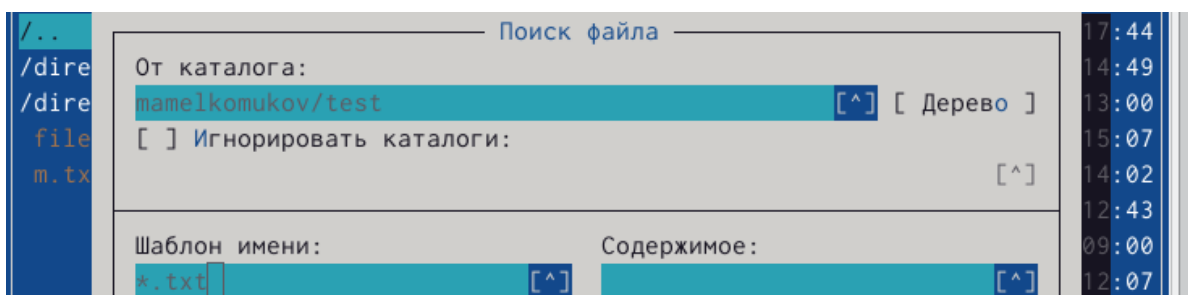 /.. Поиск файла 17:44
/dire От каталога: 14:49
/dire mamelkomukov/test [^] [ Дерево ] 13:00
file [ ] Игнорировать каталоги: 15:07
m.tx [^] 14:02
12:43
Шаблон имени: Содержимое: 09:00
*.txt [^] [^] 12:07